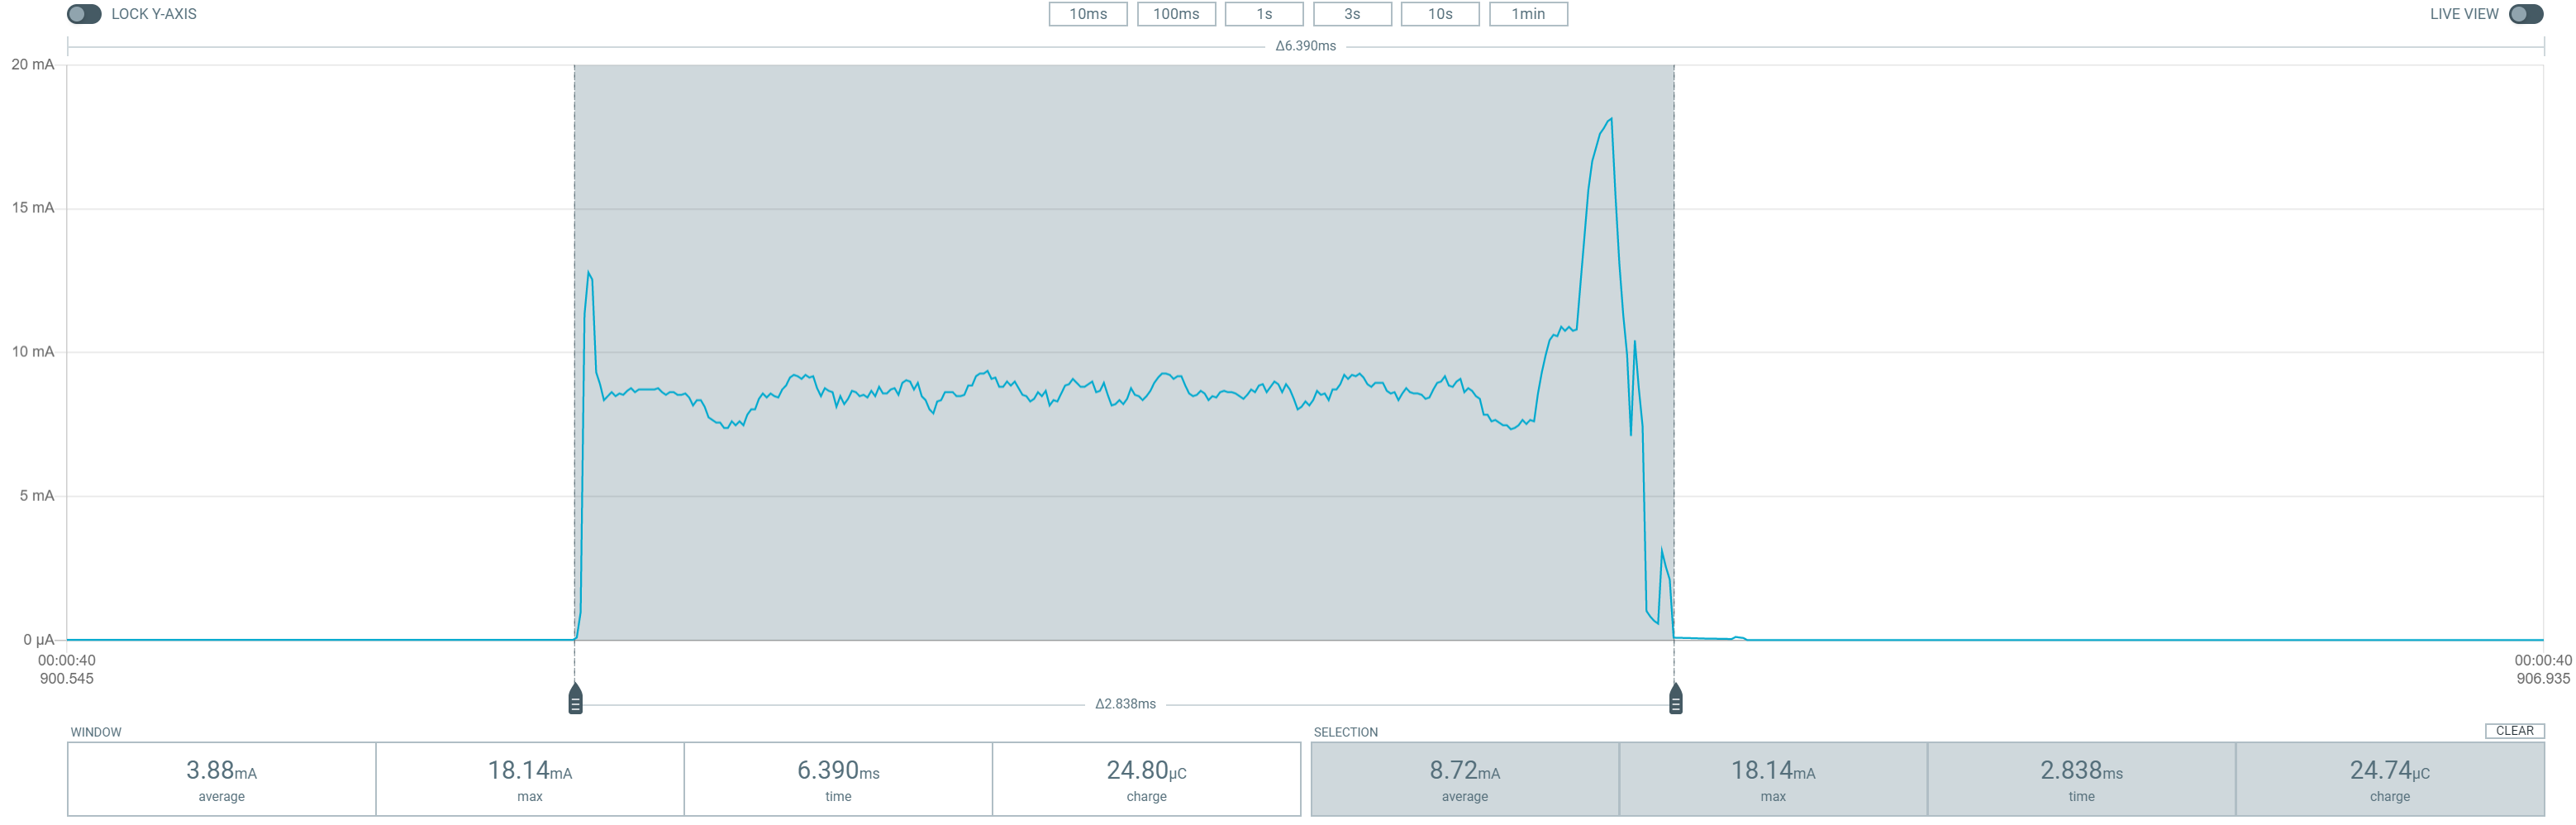 LOCK Y-AXIS
10ms 100ms 1s 3s 10s 1min
LIVE VIEW
Δ6.390ms
20 mA
15 mA
10 mA
5 mA
0 µA
00:00:40
900.545
00:00:40
906.935
Δ2.838ms
WINDOW
3.88mA
average
18.14mA
max
6.390ms
time
24.80µC
charge
SELECTION
CLEAR
8.72mA
average
18.14mA
max
2.838ms
time
24.74µC
charge